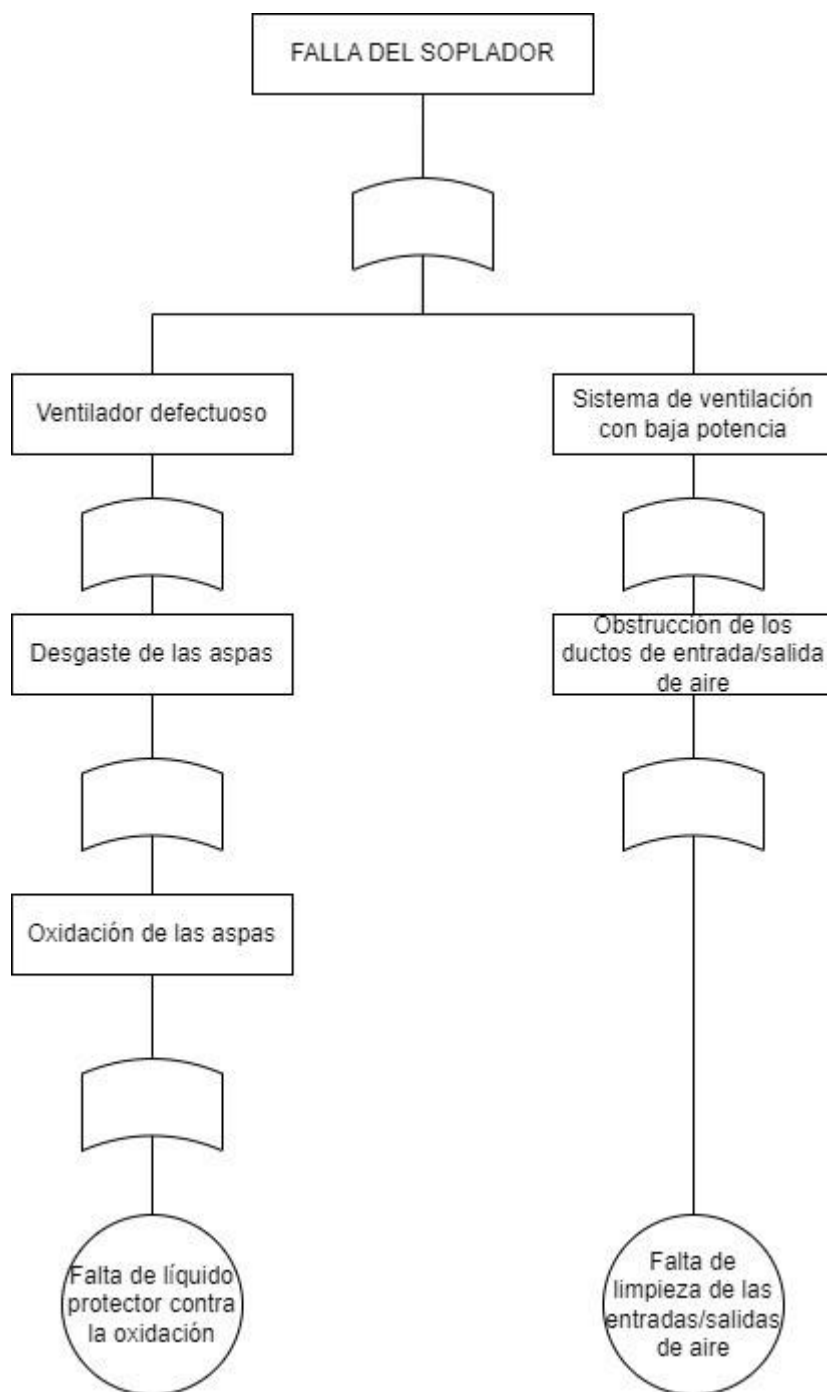 FALLA DEL SOPLADOR
Ventilador defectuoso
Sistema de ventilación
con baja potencia
Desgaste de las aspas
Obstrucción de los
ductos de entrada/salida
de aire
Oxidación de las aspas
Falta de líquido
protector contra
la oxidación
Falta de
limpieza de las
entradas/salidas
de aire